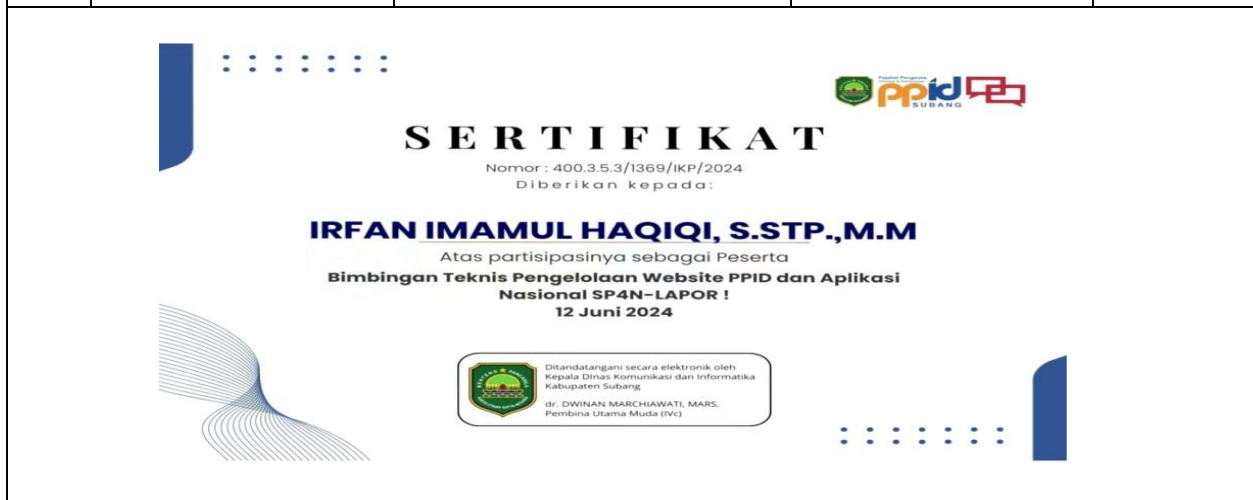 ppid
SUBANG
SERTIFIKAT
Nomor : 400.3.5.3/1369/IKP/2024
Diberikan kepada:
IRFAN IMAMUL HAQIQI, S.STP.,M.M
Atas partisipasinya sebagai Peserta
Bimbingan Teknis Pengelolaan Website PPID dan Aplikasi
Nasional SP4N-LAPOR !
12 Juni 2024
Ditandatangani secara elektronik oleh
Kepala Dinas Komunikasi dan Informatika
Kabupaten Subang
dr. DWINAN MARCHIAWATI, MARS.
Pembina Utama Muda (IVc)